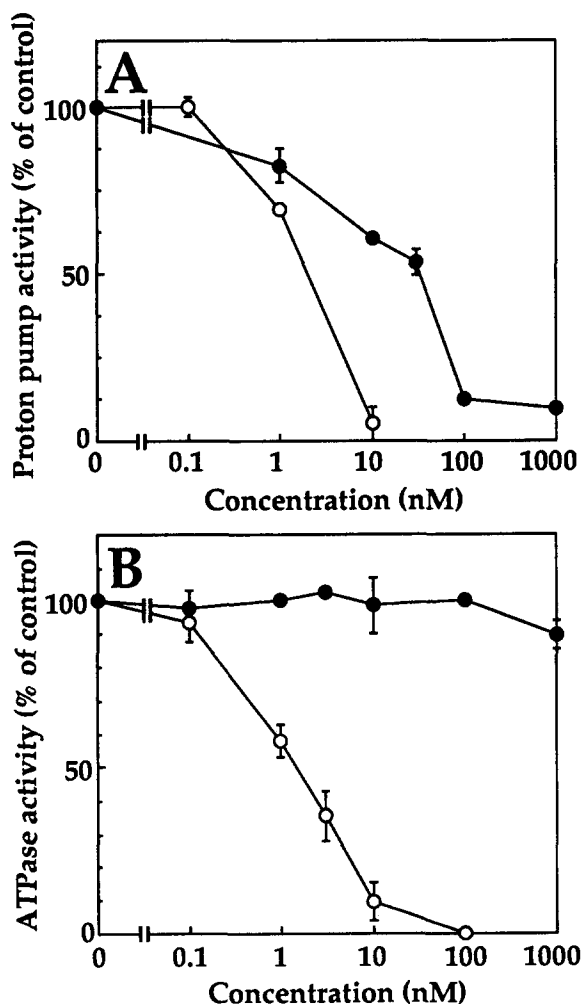 A
Proton pump activity (% of control)
100
50
0
0 0.1 1 10 100 1000
Concentration (nM)
B
ATPase activity (% of control)
100
50
0
0 0.1 1 10 100 1000
Concentration (nM)